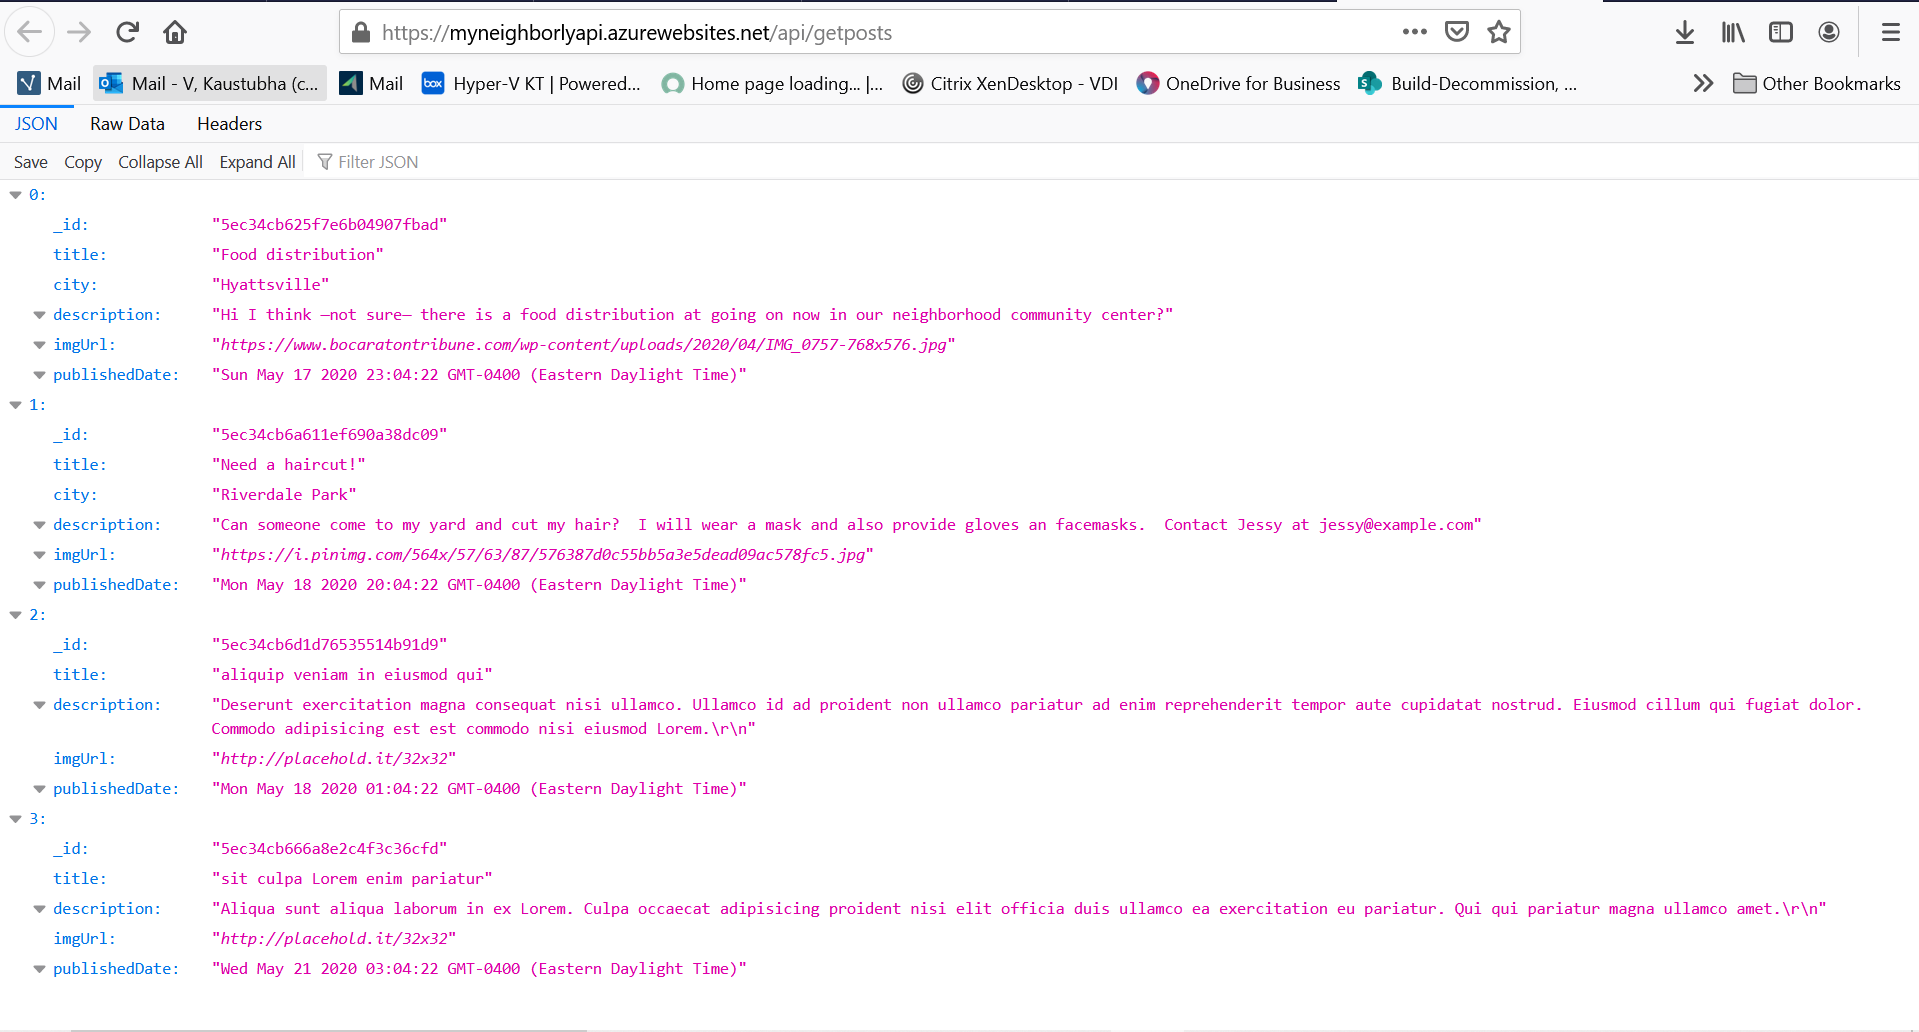 https://myneighborlyapi.azurewebsites.net/api/getposts
Mail Mail - V, Kaustubha (c... Mail box Hyper-V KT | Powered... Home page loading... |... Citrix XenDesktop - VDI OneDrive for Business S Build-Decommission, ... Other Bookmarks
JSON Raw Data Headers
Save Copy Collapse All Expand All Filter JSON
0:
_id: "5ec34cb625f7e6b04907fbad"
title: "Food distribution"
city: "Hyattsville"
description: "Hi I think —not sure— there is a food distribution at going on now in our neighborhood community center?"
imgUrl: "https://www.bocaratontribune.com/wp-content/uploads/2020/04/IMG_0757-768x576.jpg"
publishedDate: "Sun May 17 2020 23:04:22 GMT-0400 (Eastern Daylight Time)"
1:
_id: "5ec34cb6a611ef690a38dc09"
title: "Need a haircut!"
city: "Riverdale Park"
description: "Can someone come to my yard and cut my hair?  I will wear a mask and also provide gloves an facemasks.  Contact Jessy at jessy@example.com"
imgUrl: "https://i.pinimg.com/564x/57/63/87/576387d0c55bb5a3e5dead09ac578fc5.jpg"
publishedDate: "Mon May 18 2020 20:04:22 GMT-0400 (Eastern Daylight Time)"
2:
_id: "5ec34cb6d1d76535514b91d9"
title: "aliquip veniam in eiusmod qui"
description: "Deserunt exercitation magna consequat nisi ullamco. Ullamco id ad proident non ullamco pariatur ad enim reprehenderit tempor aute cupidatat nostrud. Eiusmod cillum qui fugiat dolor.
Commodo adipisicing est est commodo nisi eiusmod Lorem.\r\n"
imgUrl: "http://placehold.it/32x32"
publishedDate: "Mon May 18 2020 01:04:22 GMT-0400 (Eastern Daylight Time)"
3:
_id: "5ec34cb666a8e2c4f3c36cfd"
title: "sit culpa Lorem enim pariatur"
description: "Aliqua sunt aliqua laborum in ex Lorem. Culpa occaecat adipisicing proident nisi elit officia duis ullamco ea exercitation eu pariatur. Qui qui pariatur magna ullamco amet.\r\n"
imgUrl: "http://placehold.it/32x32"
publishedDate: "Wed May 21 2020 03:04:22 GMT-0400 (Eastern Daylight Time)"